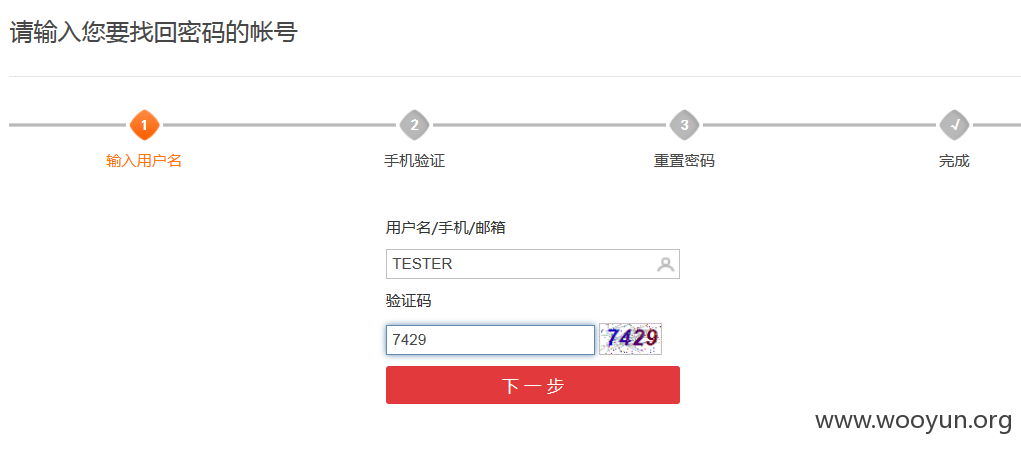 请输入您要找回密码的帐号
1 2 3
输入用户名 手机验证 重置密码 完成
用户名/手机/邮箱
TESTER
验证码
7429 7429
下一步
www.wooyun.org